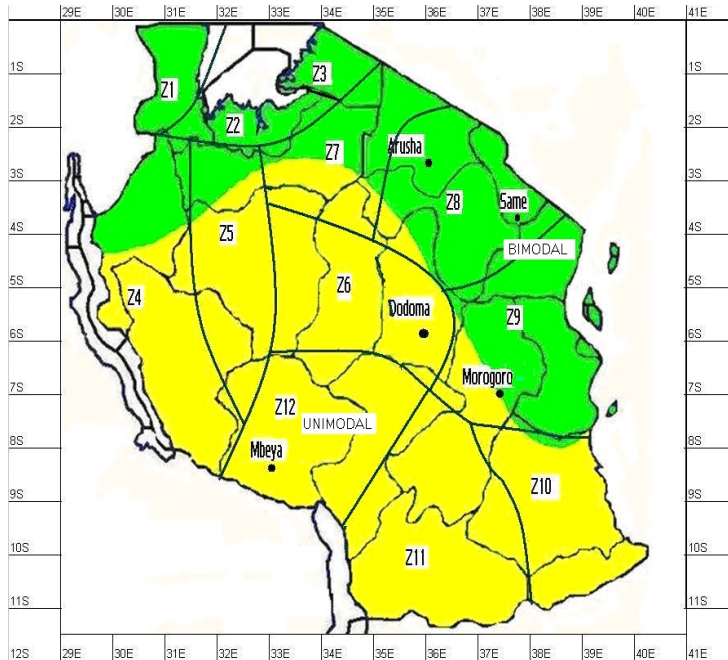 29E 30E 31E 32E 33E 34E 35E 36E 37E 38E 39E 40E 41E
1S 1S
Z3
Z1
2S 2S
Z2
Arusha
Z7
3S 3S
Same
Z8
4S 4S
Z5
BIMODAL
5S 5S
Z6
Z4
Dodoma
Z9
6S 6S
Morogoro
7S 7S
Z12
UNIMODAL
8S 8S
Mbeya
Z10
9S 9S
10S 10S
Z11
11S 11S
12S 29E 30E 31E 32E 33E 34E 35E 36E 37E 38E 39E 40E 41E